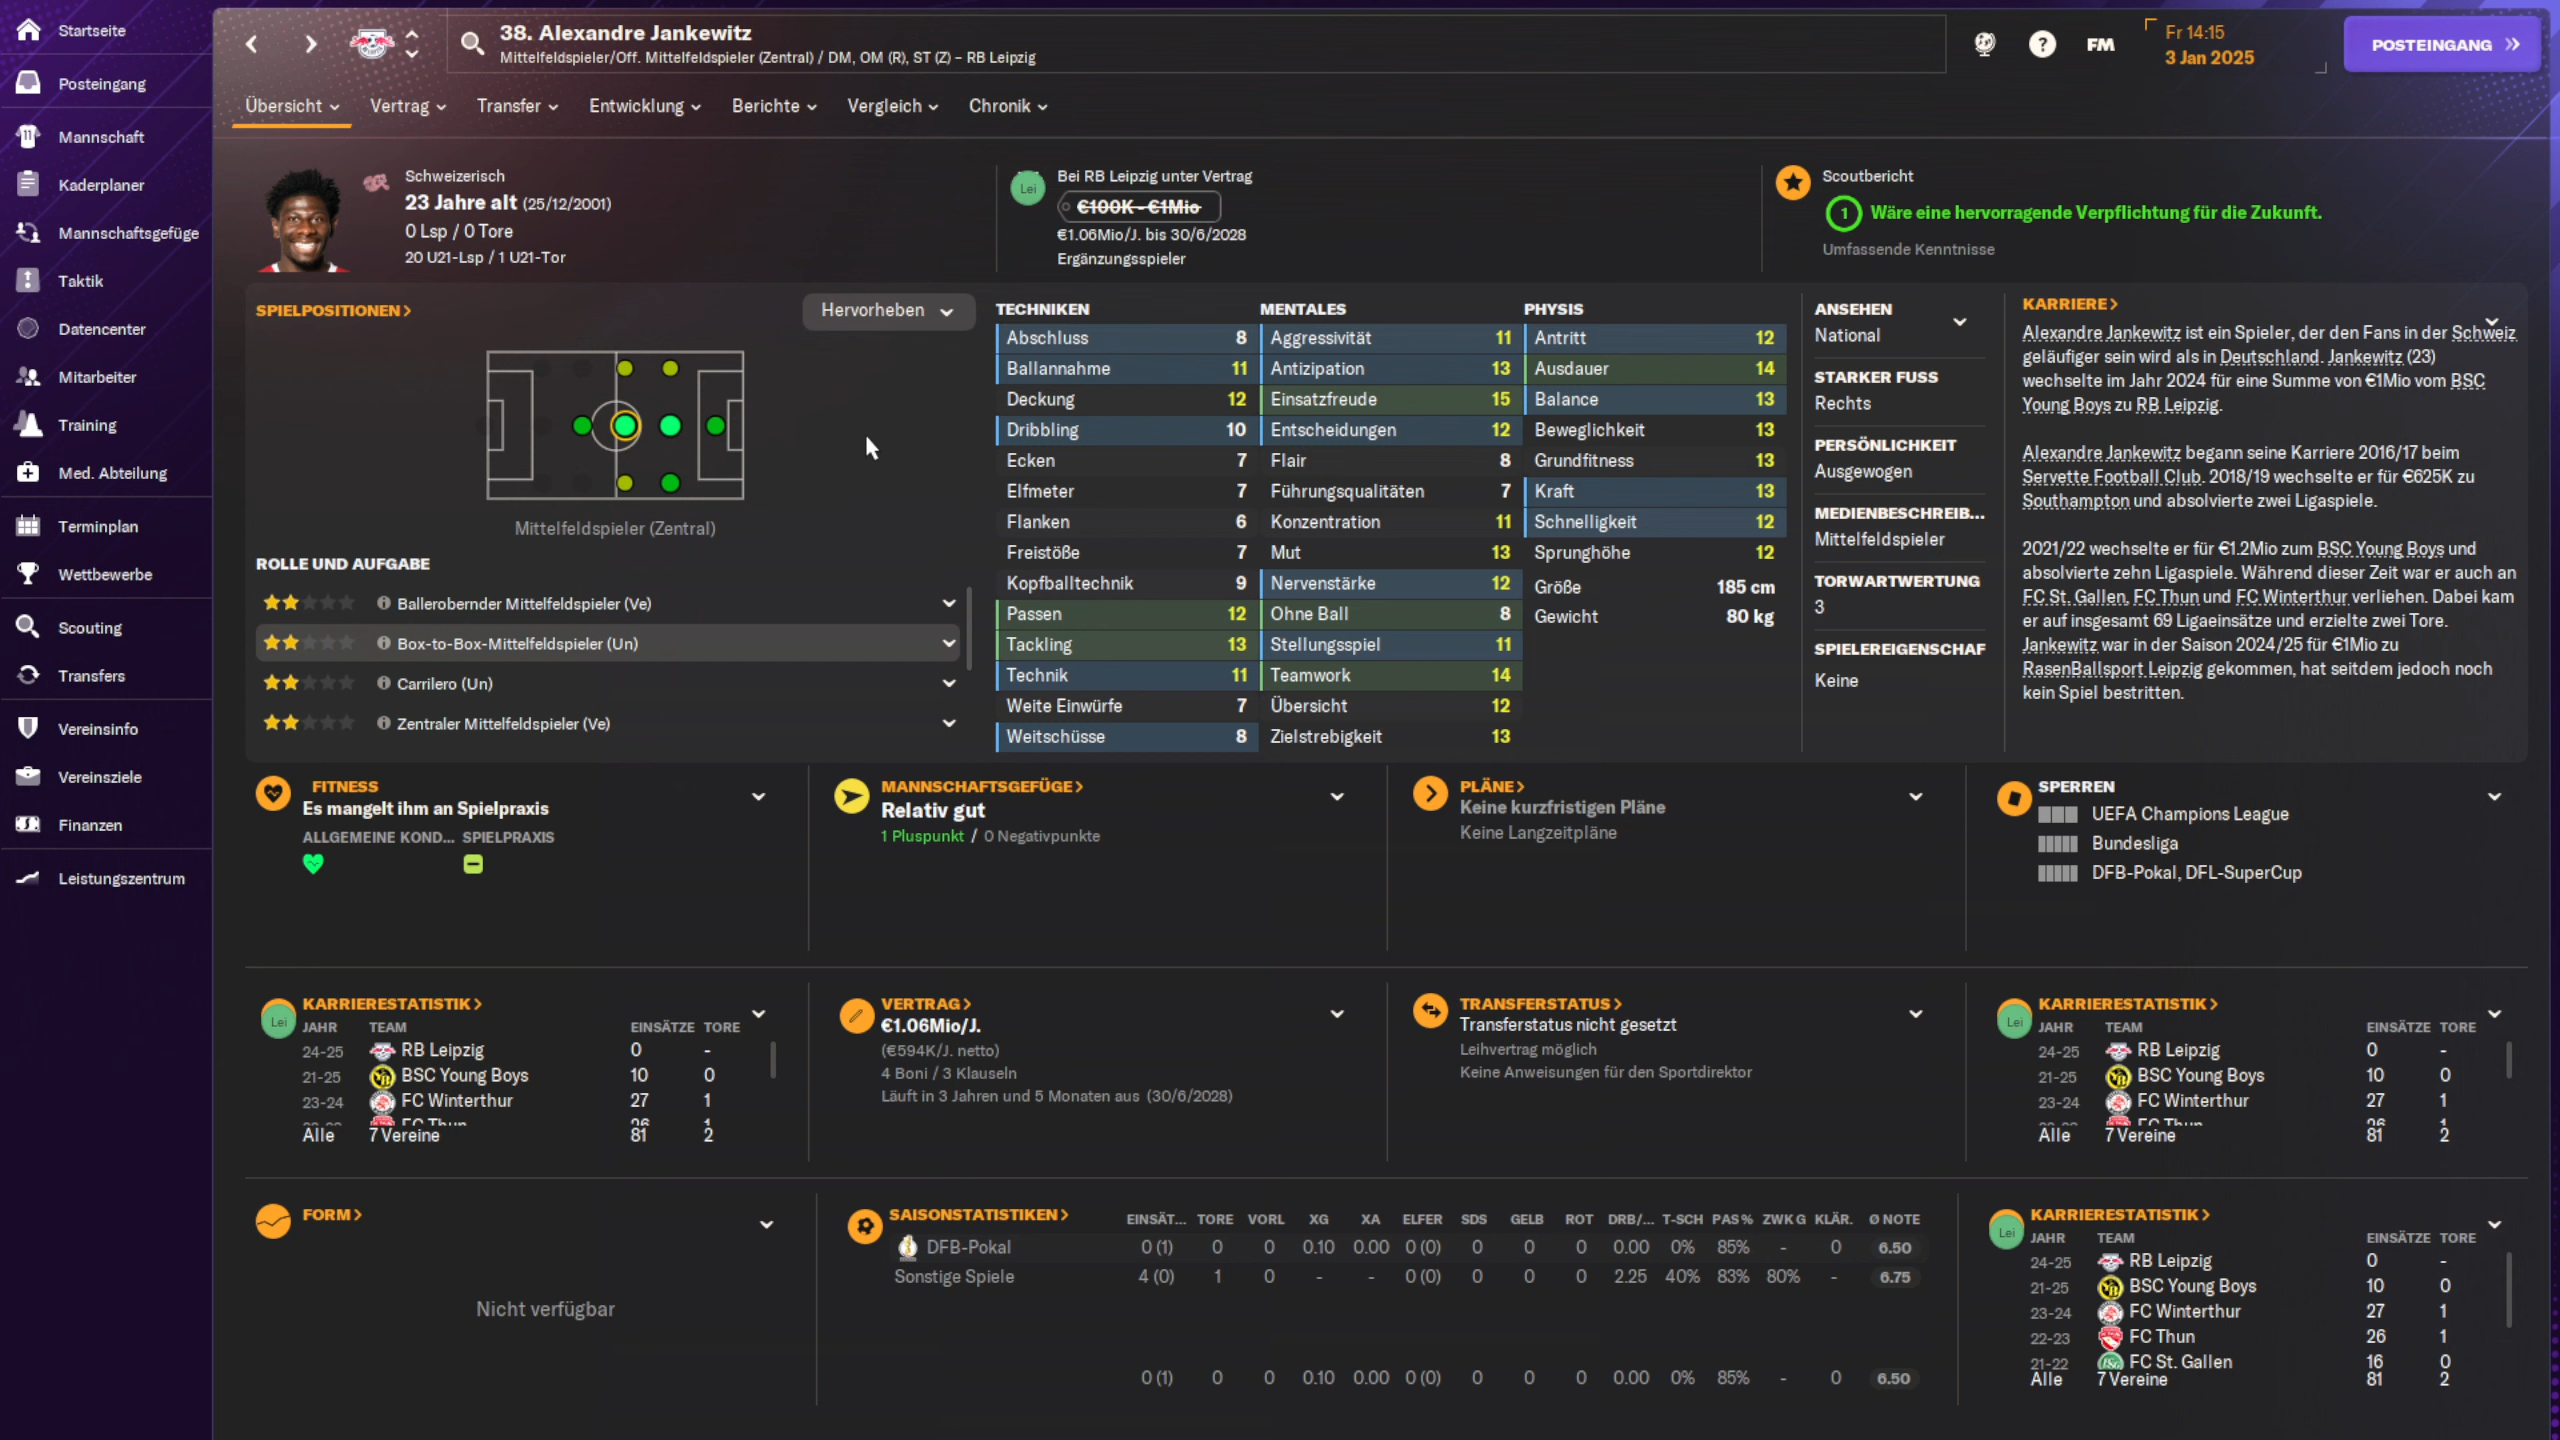 Startseite
Posteingang
Mannschaft
Kaderplaner
Mannschaftsgefüge
Taktik
Datencenter
Mitarbeiter
Training
Med. Abteilung
Terminplan
Wettbewerbe
Scouting
Transfers
Vereinsinfo
Vereinsziele
Finanzen
Leistungszentrum
38. Alexandre Jankewitz
Mittelfeldspieler/Off. Mittelfeldspieler (Zentral) / DM, OM (R), ST (Z) – RB Leipzig
FM
Fr 14:15
3 Jan 2025
POSTEINGANG
Übersicht Vertrag Transfer Entwicklung Berichte Vergleich Chronik
Schweizerisch
23 Jahre alt (25/12/2001)
0 Lsp / 0 Tore
20 U21-Lsp / 1 U21-Tor
Lei
Bei RB Leipzig unter Vertrag
€100K - €1Mio
€1.06Mio/J. bis 30/6/2028
Ergänzungsspieler
Scoutbericht
1 Wäre eine hervorragende Verpflichtung für die Zukunft.
Umfassende Kenntnisse
SPIELPOSITIONEN
Hervorheben
Mittelfeldspieler (Zentral)
ROLLE UND AUFGABE
Ballerobernder Mittelfeldspieler (Ve)
Box-to-Box-Mittelfeldspieler (Un)
Carrilero (Un)
Zentraler Mittelfeldspieler (Ve)
TECHNIKEN
Abschluss 8
Ballannahme 11
Deckung 12
Dribbling 10
Ecken 7
Elfmeter 7
Flanken 6
Freistöße 7
Kopfballtechnik 9
Passen 12
Tackling 13
Technik 11
Weite Einwürfe 7
Weitschüsse 8
MENTALES
Aggressivität 11
Antizipation 13
Einsatzfreude 15
Entscheidungen 12
Flair 8
Führungsqualitäten 7
Konzentration 11
Mut 13
Nervenstärke 12
Ohne Ball 8
Stellungsspiel 11
Teamwork 14
Übersicht 12
Zielstrebigkeit 13
PHYSIS
Antritt 12
Ausdauer 14
Balance 13
Beweglichkeit 13
Grundfitness 13
Kraft 13
Schnelligkeit 12
Sprunghöhe 12
Größe 185 cm
Gewicht 80 kg
ANSEHEN
National
STARKER FUSS
Rechts
PERSÖNLICHKEIT
Ausgewogen
MEDIENBESCHREIB...
Mittelfeldspieler
TORWARTWERTUNG
3
SPIELEREIGENSCHAF
Keine
KARRIERE
Alexandre Jankewitz ist ein Spieler, der den Fans in der Schweiz
geläufiger sein wird als in Deutschland. Jankewitz (23)
wechselte im Jahr 2024 für eine Summe von €1Mio vom BSC
Young Boys zu RB Leipzig.
Alexandre Jankewitz begann seine Karriere 2016/17 beim
Servette Football Club. 2018/19 wechselte er für €625K zu
Southampton und absolvierte zwei Ligaspiele.
2021/22 wechselte er für €1.2Mio zum BSC Young Boys und
absolvierte zehn Ligaspiele. Während dieser Zeit war er auch an
FC St. Gallen, FC Thun und FC Winterthur verliehen. Dabei kam
er auf insgesamt 69 Ligaeinsätze und erzielte zwei Tore.
Jankewitz war in der Saison 2024/25 für €1Mio zu
RasenBallsport Leipzig gekommen, hat seitdem jedoch noch
kein Spiel bestritten.
FITNESS
Es mangelt ihm an Spielpraxis
ALLGEMEINE KOND... SPIELPRAXIS
MANNSCHAFTSGEFÜGE
Relativ gut
1 Pluspunkt / 0 Negativpunkte
PLÄNE
Keine kurzfristigen Pläne
Keine Langzeitpläne
SPERREN
UEFA Champions League
Bundesliga
DFB-Pokal, DFL-SuperCup
Lei
KARRIERESTATISTIK
JAHR TEAM EINSÄTZE TORE
24-25 RB Leipzig 0 -
21-25 BSC Young Boys 10 0
23-24 FC Winterthur 27 1
FC Thun 26 1
Alle 7 Vereine 81 2
VERTRAG
€1.06Mio/J.
(€594K/J. netto)
4 Boni / 3 Klauseln
Läuft in 3 Jahren und 5 Monaten aus (30/6/2028)
TRANSFERSTATUS
Transferstatus nicht gesetzt
Leihvertrag möglich
Keine Anweisungen für den Sportdirektor
Lei
KARRIERESTATISTIK
JAHR TEAM EINSÄTZE TORE
24-25 RB Leipzig 0 -
21-25 BSC Young Boys 10 0
23-24 FC Winterthur 27 1
FC Thun 26 1
Alle 7 Vereine 81 2
FORM
Nicht verfügbar
SAISONSTATISTIKEN EINSÄT... TORE VORL XG XA ELFER SDS GELB ROT DRB/... T-SCH PAS% ZWK G KLÄR. Ø NOTE
DFB-Pokal 0 (1) 0 0 0.10 0.00 0 (0) 0 0 0 0.00 0% 85% - 0 6.50
Sonstige Spiele 4 (0) 1 0 - - 0 (0) 0 0 0 2.25 40% 83% 80% - 6.75
0 (1) 0 0 0.10 0.00 0 (0) 0 0 0 0.00 0% 85% - 0 6.50
Lei
KARRIERESTATISTIK
JAHR TEAM EINSÄTZE TORE
24-25 RB Leipzig 0 -
21-25 BSC Young Boys 10 0
23-24 FC Winterthur 27 1
22-23 FC Thun 26 1
21-22 FC St. Gallen 16 0
Alle 7 Vereine 81 2